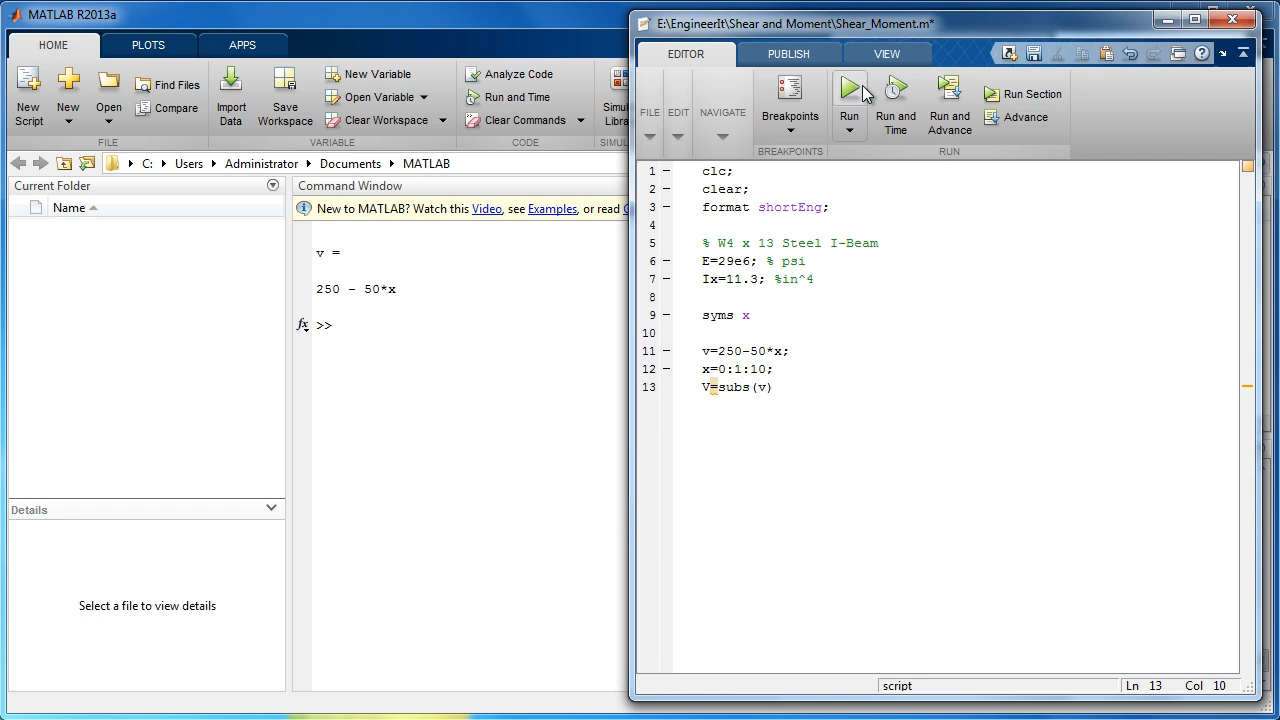 MATLAB R2013a
HOME PLOTS APPS
New Script
New
Open
Find Files
Compare
FILE
Import Data
Save Workspace
New Variable
Open Variable
Clear Workspace
VARIABLE
Analyze Code
Run and Time
Clear Commands
CODE
C: Users Administrator Documents MATLAB
Current Folder
Name
Details
Select a file to view details
Command Window
New to MATLAB? Watch this Video, see Examples, or read
v =
250 - 50*x
fx >>
E:\EngineerIt\Shear and Moment\Shear_Moment.m*
EDITOR PUBLISH VIEW
FILE
EDIT
NAVIGATE
Breakpoints
BREAKPOINTS
Run
Run and Time
Run and Advance
Run Section
Advance
RUN
1 clc;
2 clear;
3 format shortEng;
4
5 % W4 x 13 Steel I-Beam
6 E=29e6; % psi
7 Ix=11.3; %in^4
8
9 syms x
10
11 v=250-50*x;
12 x=0:1:10;
13 V=subs(v)
script Ln 13 Col 10